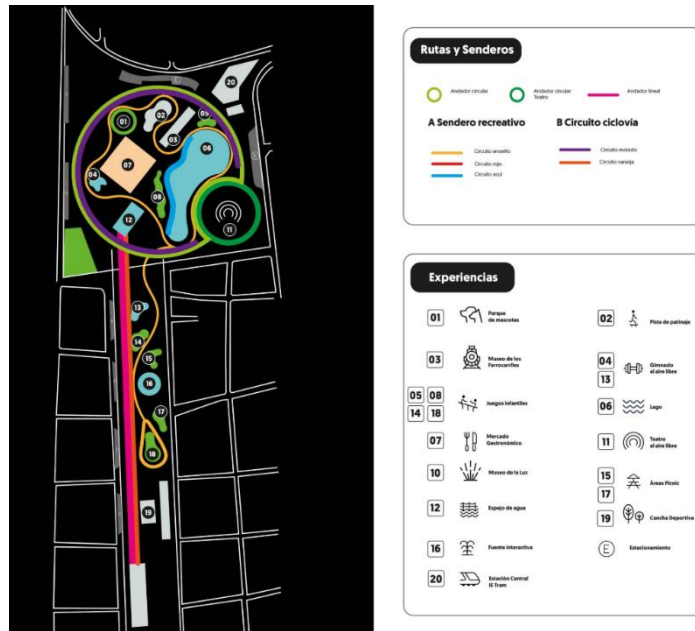 20
E
05
02
01
03
06
07
E
04
08
11
12
13
14
15
16
17
18
19
Rutas y Senderos
Andador circular
Andador circular
Teatro
Andador lineal
A Sendero recreativo
B Circuito ciclovía
Circuito amarillo
Circuito morado
Circuito rojo
Circuito naranja
Circuito azul
Experiencias
01
Parque
de mascotas
02
Pista de patinaje
03
Museo de los
Ferrocarriles
04
13
Gimnasio
al aire libre
05 08
14 18
Juegos infantiles
06
Lago
07
Mercado
Gastronómico
11
Teatro
al aire libre
10
Museo de la Luz
15
17
Áreas Picnic
12
Espejo de agua
19
Cancha Deportiva
16
Fuente interactiva
E
Estacionamiento
20
Estación Central
IE Tram